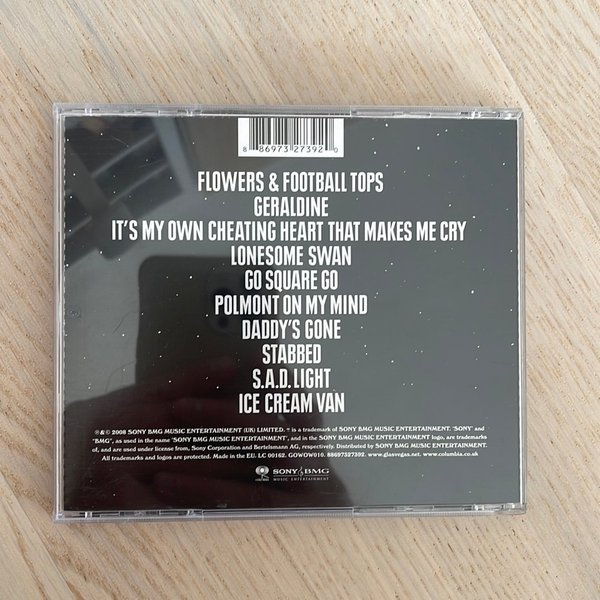 8 86973 27392 0
FLOWERS & FOOTBALL TOPS
GERALDINE
IT'S MY OWN CHEATING HEART THAT MAKES ME CRY
LONESOME SWAN
GO SQUARE GO
POLMONT ON MY MIND
DADDY'S GONE
STABBED
S.A.D. LIGHT
ICE CREAM VAN
℗ & © 2008 SONY BMG MUSIC ENTERTAINMENT (UK) LIMITED. is a trademark of SONY BMG MUSIC ENTERTAINMENT. 'SONY' and
"BMG", as used in the name 'SONY BMG MUSIC ENTERTAINMENT', and in the SONY BMG MUSIC ENTERTAINMENT logo, are trademarks
of, and are used under license from, Sony Corporation and Bertelsmann AG, respectively. Distributed by SONY BMG MUSIC ENTERTAINMENT.
All trademarks and logos are protected. Made in the EU. LC 00162. GOWOW010. 88697327392. www.glasvegas.net. www.columbia.co.uk
COLUMBIA
SONY BMG
MUSIC ENTERTAINMENT